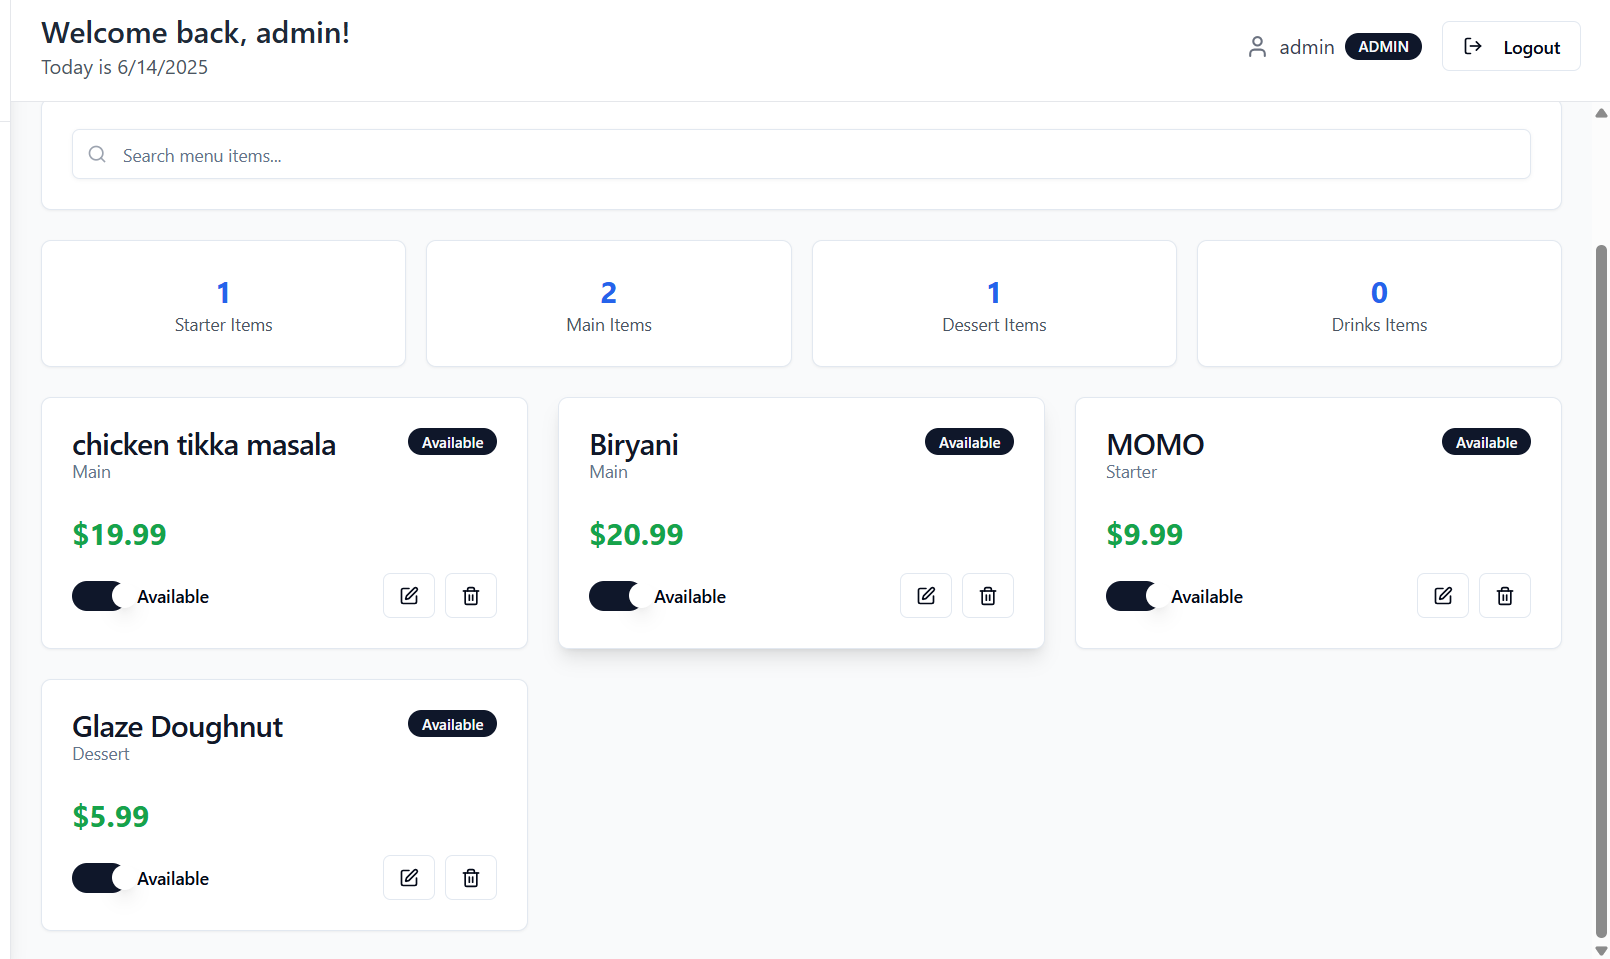 Welcome back, admin!
Today is 6/14/2025
admin ADMIN Logout
Search menu items...
1
Starter Items
2
Main Items
1
Dessert Items
0
Drinks Items
chicken tikka masala Available
Main
$19.99
Available
Biryani Available
Main
$20.99
Available
MOMO Available
Starter
$9.99
Available
Glaze Doughnut Available
Dessert
$5.99
Available